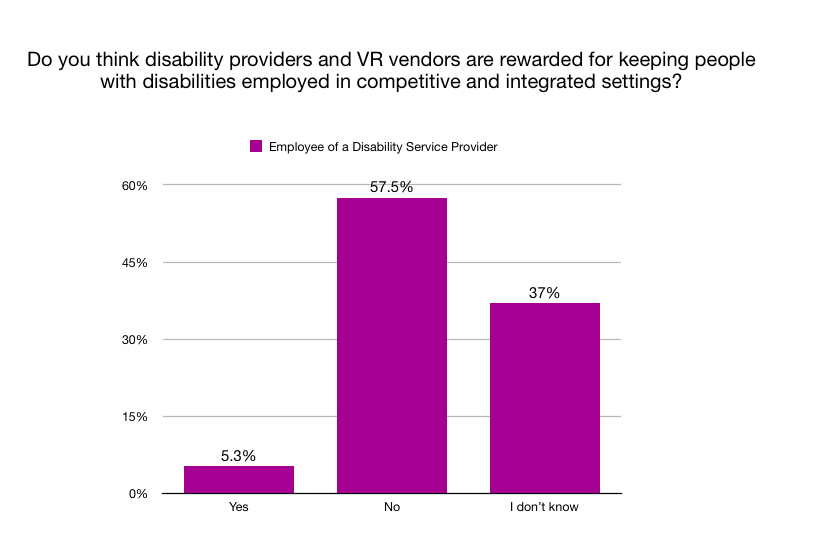 Do you think disability providers and VR vendors are rewarded for keeping people
with disabilities employed in competitive and integrated settings?
Employee of a Disability Service Provider
60%
45%
30%
15%
0%
57.5%
37%
5.3%
Yes
No
I don’t know